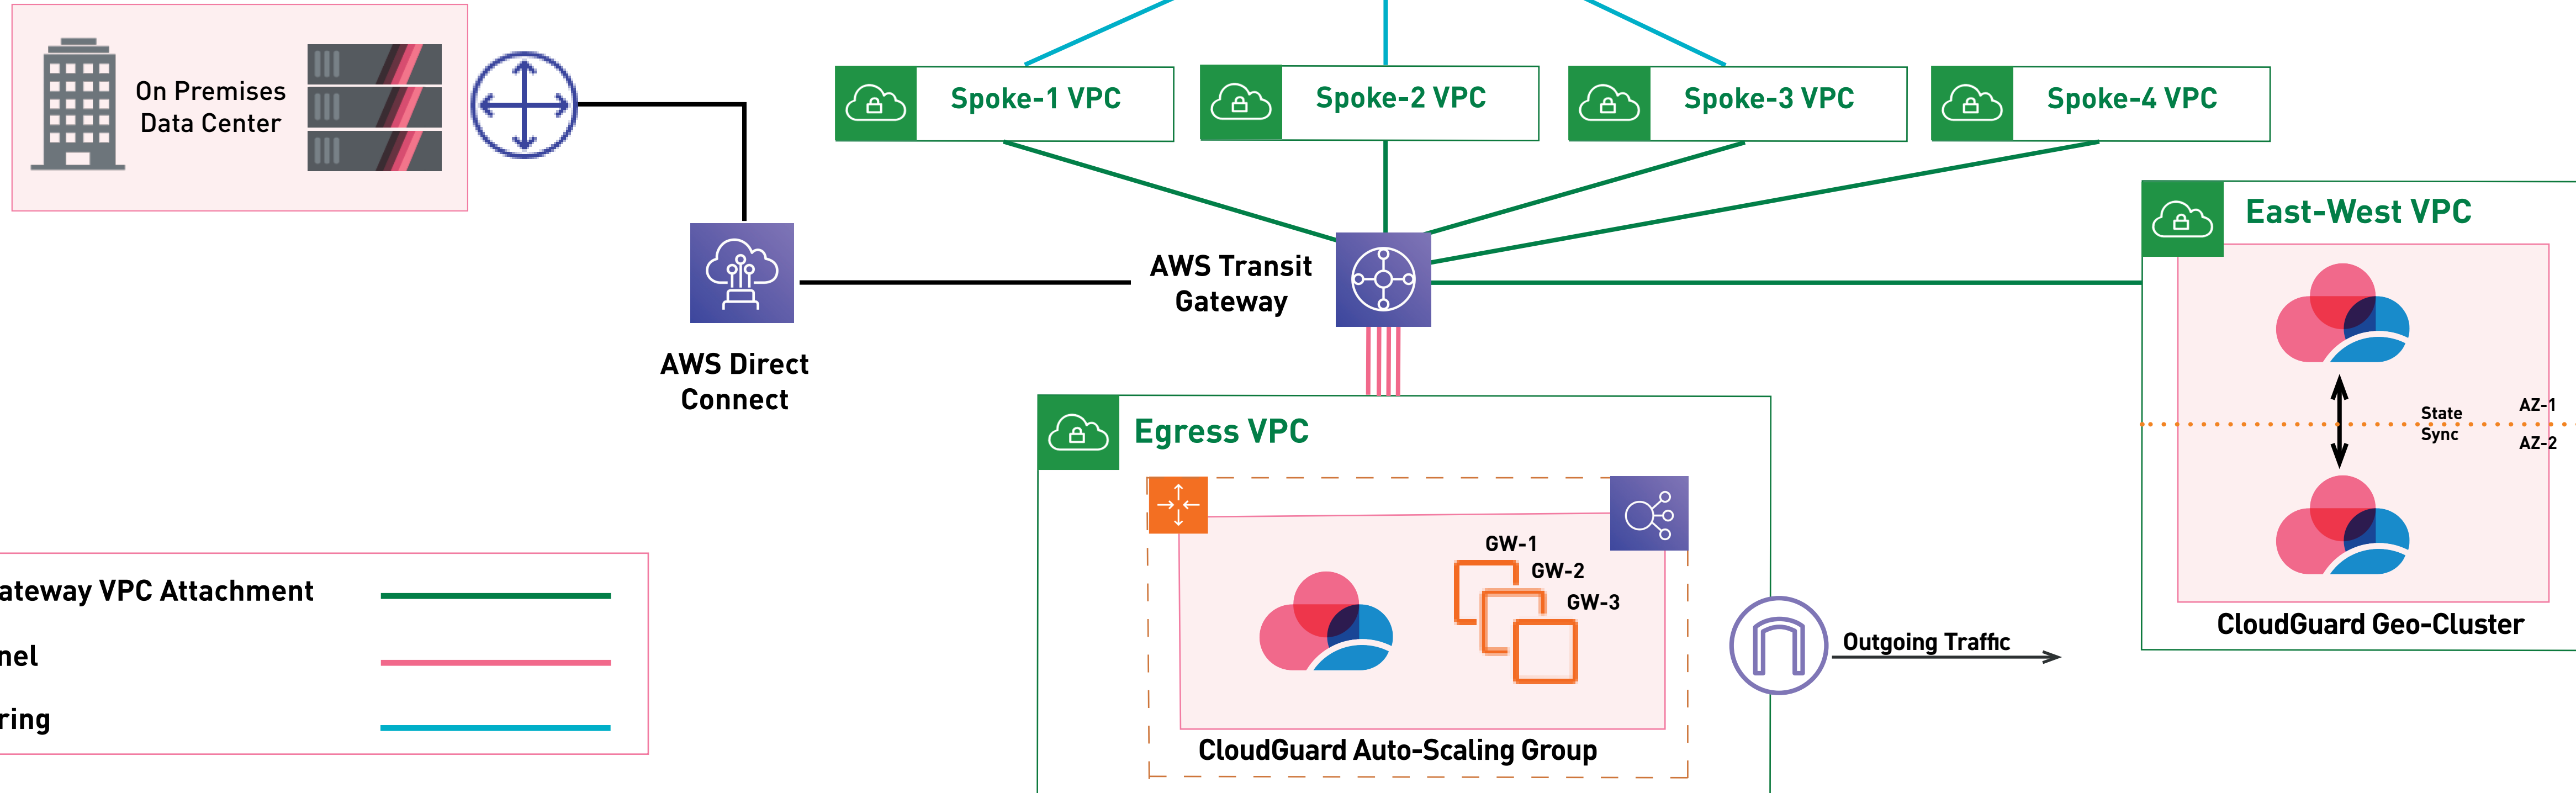 On Premises
Data Center
Spoke-1 VPC
Spoke-2 VPC
Spoke-3 VPC
Spoke-4 VPC
East-West VPC
AWS Transit
Gateway
AWS Direct
Connect
State
Sync
AZ-1
AZ-2
CloudGuard Geo-Cluster
Egress VPC
GW-1
GW-2
GW-3
CloudGuard Auto-Scaling Group
Outgoing Traffic
ateway VPC Attachment
nel
ring